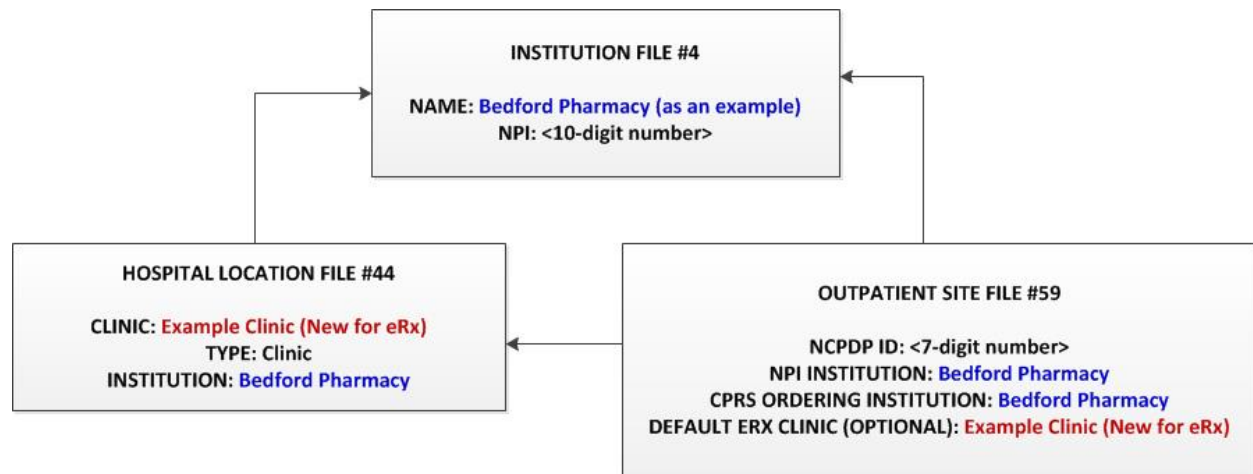 INSTITUTION FILE #4
NAME: Bedford Pharmacy (as an example)
NPI: <10-digit number>
HOSPITAL LOCATION FILE #44
CLINIC: Example Clinic (New for eRx)
TYPE: Clinic
INSTITUTION: Bedford Pharmacy
OUTPATIENT SITE FILE #59
NCPDP ID: <7-digit number>
NPI INSTITUTION: Bedford Pharmacy
CPRS ORDERING INSTITUTION: Bedford Pharmacy
DEFAULT ERX CLINIC (OPTIONAL): Example Clinic (New for eRx)